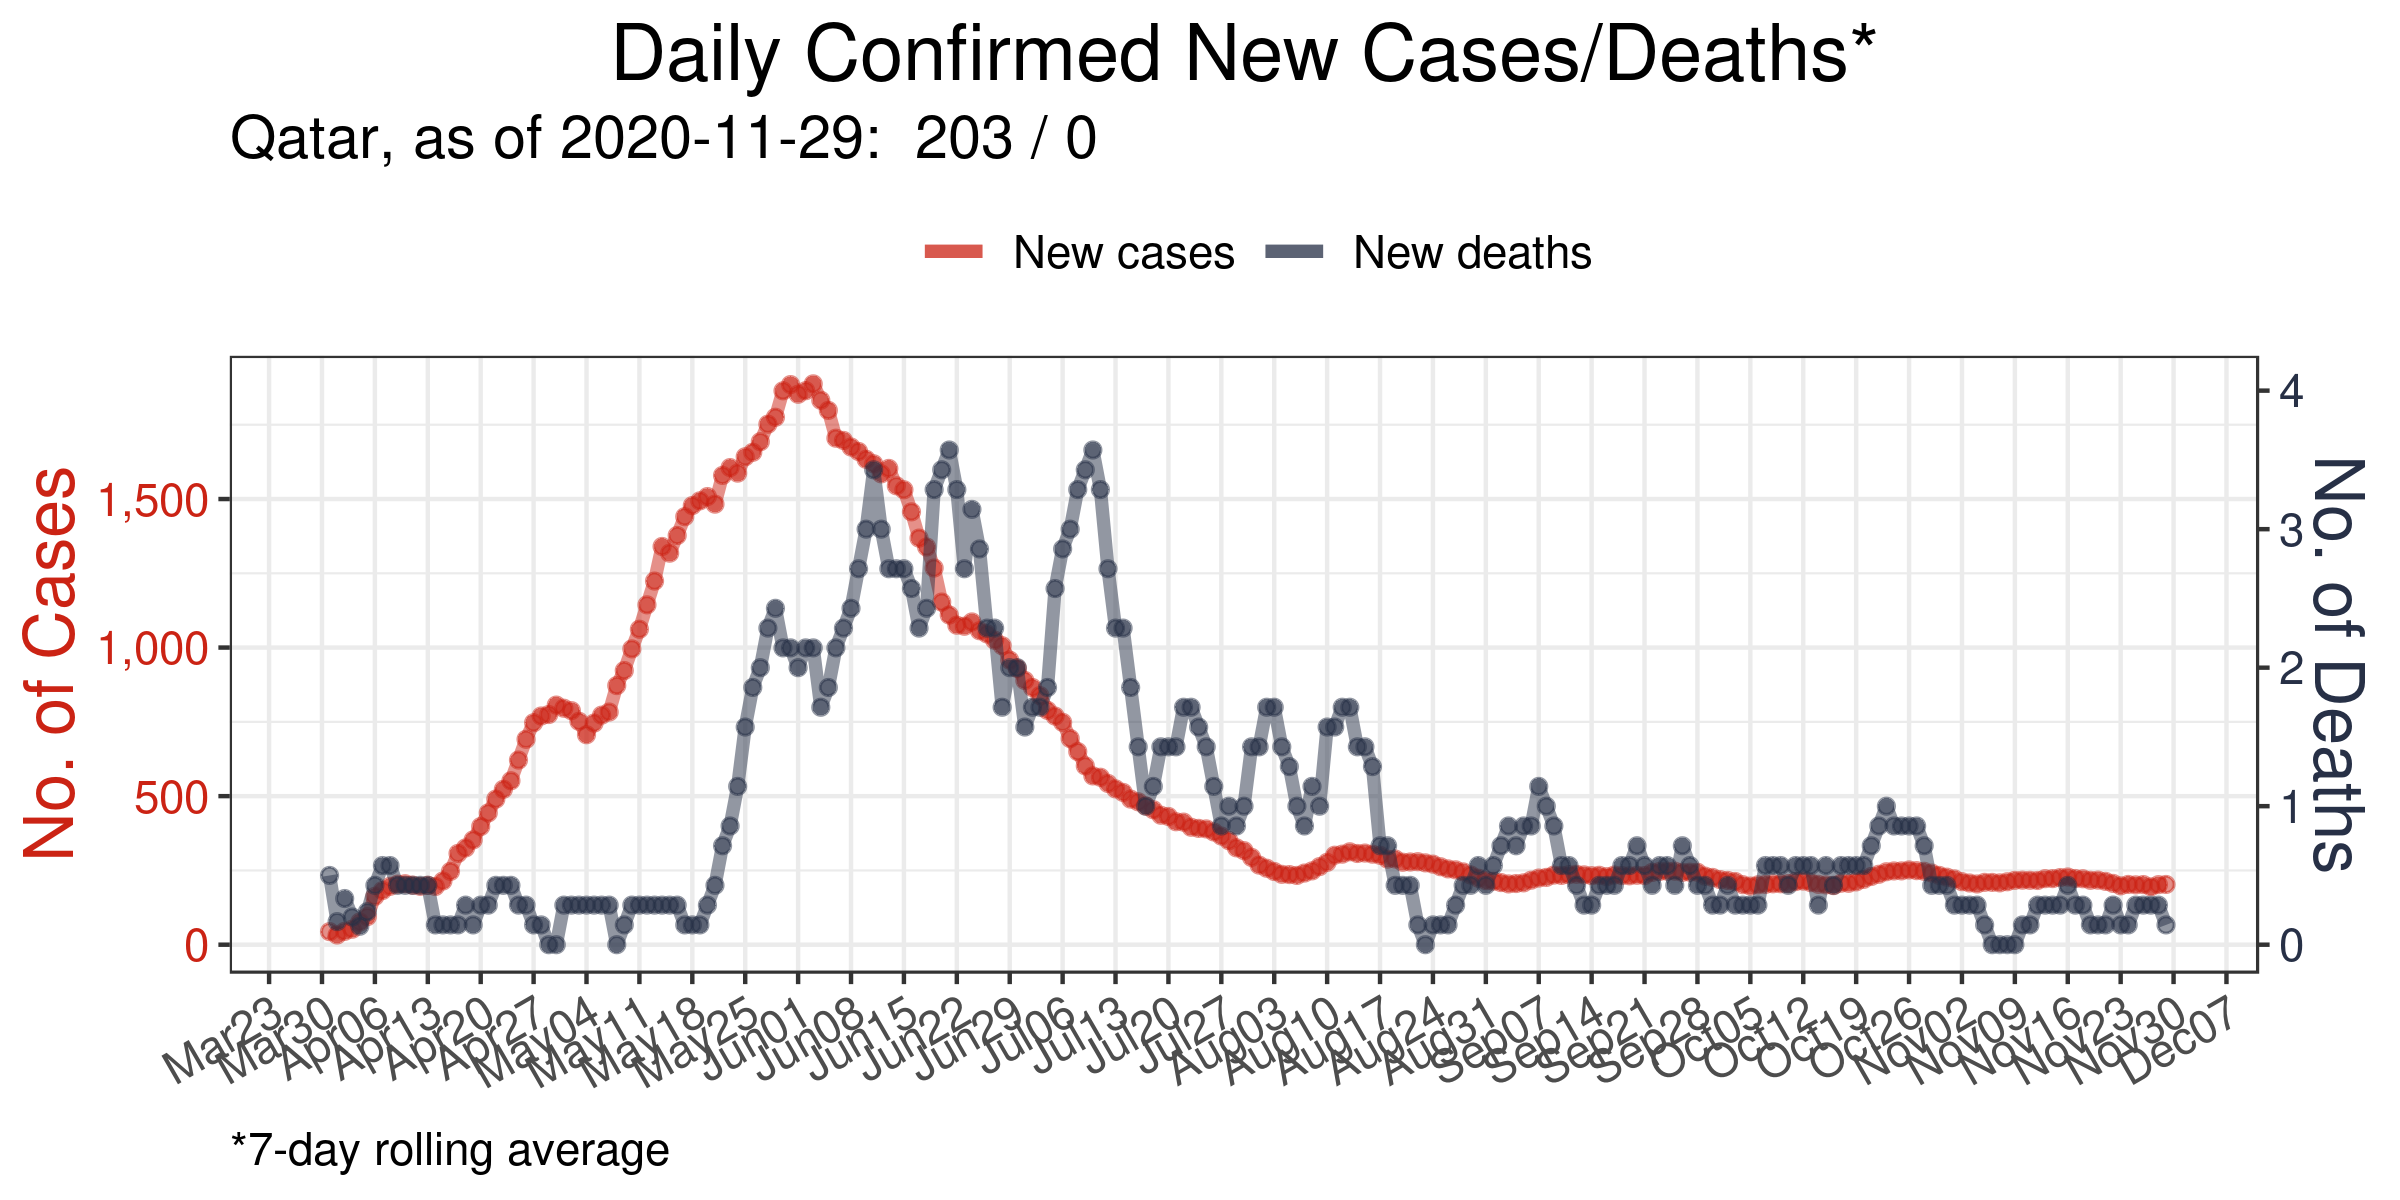 Daily Confirmed New Cases/Deaths*
Qatar, as of 2020-11-29:  203 / 0
New cases
New deaths
No. of Cases
1,500
1,000
500
0
4
3
2
1
0
No. of Deaths
Mar23
Mar30
Apr06
Apr13
Apr20
Apr27
May04
May11
May18
May25
Jun01
Jun08
Jun15
Jun22
Jun29
Jul06
Jul13
Jul20
Jul27
Aug03
Aug10
Aug17
Aug24
Aug31
Sep07
Sep14
Sep21
Sep28
Oct05
Oct12
Oct19
Oct26
Nov02
Nov09
Nov16
Nov23
Nov30
Dec07
*7-day rolling average